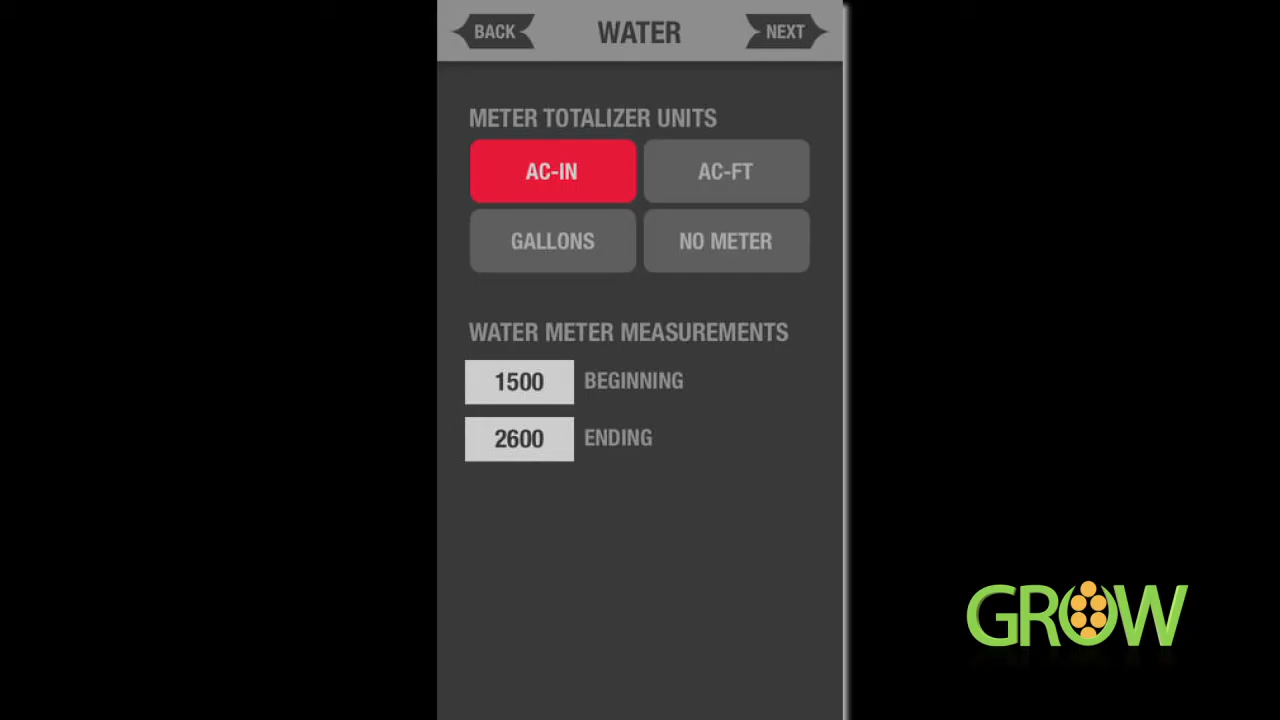 BACK WATER NEXT
METER TOTALIZER UNITS
AC-IN AC-FT
GALLONS NO METER
WATER METER MEASUREMENTS
1500 BEGINNING
2600 ENDING
GROW